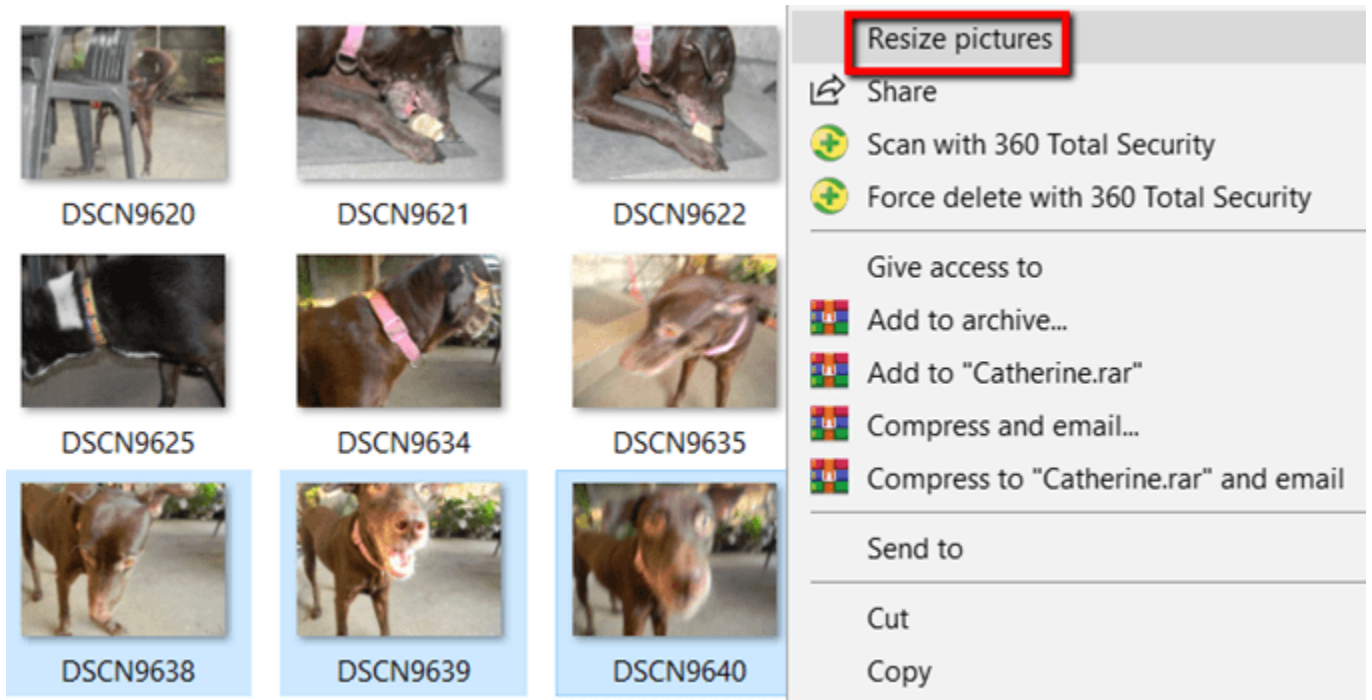 DSCN9620
DSCN9621
DSCN9622
DSCN9625
DSCN9634
DSCN9635
DSCN9638
DSCN9639
DSCN9640
Resize pictures
Share
Scan with 360 Total Security
Force delete with 360 Total Security
Give access to
Add to archive...
Add to "Catherine.rar"
Compress and email...
Compress to "Catherine.rar" and email
Send to
Cut
Copy